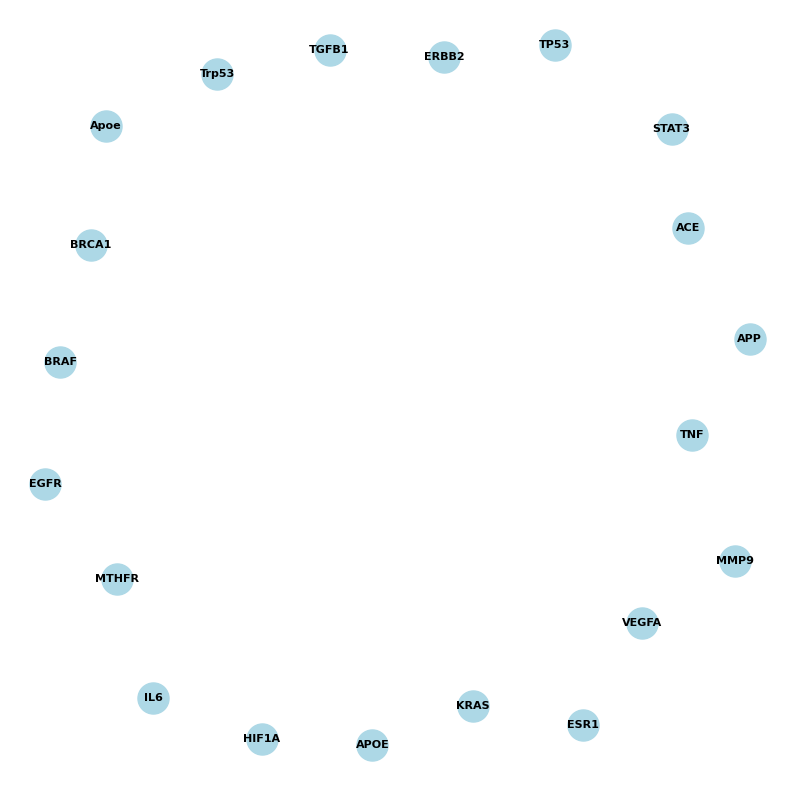 TP53
TGFB1
ERBB2
Trp53
Apoe
STAT3
ACE
BRCA1
APP
BRAF
TNF
EGFR
MMP9
MTHFR
VEGFA
IL6
KRAS
ESR1
HIF1A
APOE